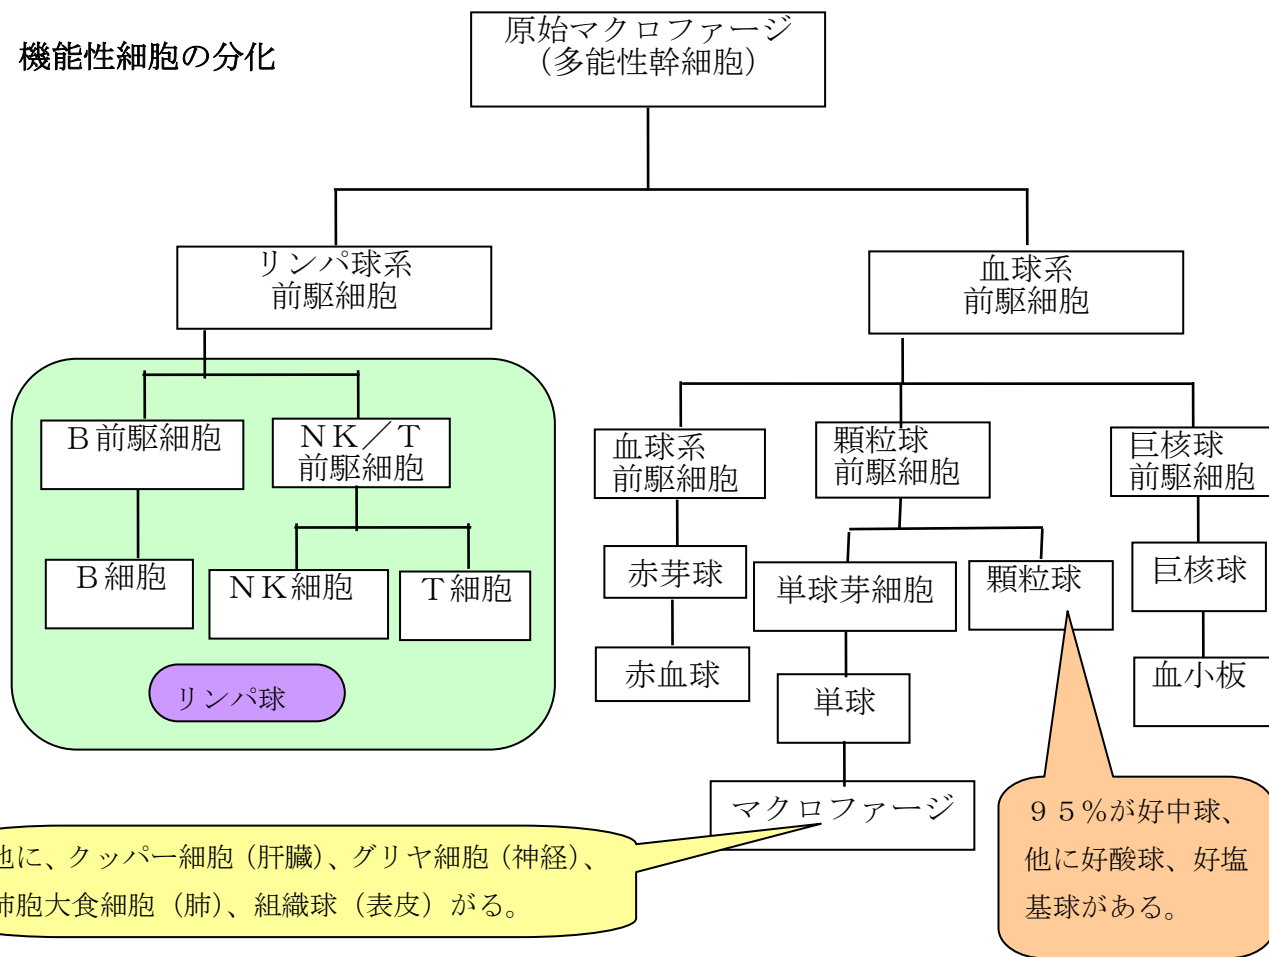 機能性細胞の分化
原始マクロファージ
（多能性幹細胞）
リンパ球系
前駆細胞
血球系
前駆細胞
Ｂ前駆細胞
ＮＫ／Ｔ
前駆細胞
血球系
前駆細胞
顆粒球
前駆細胞
巨核球
前駆細胞
Ｂ細胞
ＮＫ細胞
Ｔ細胞
赤芽球
単球芽細胞
顆粒球
巨核球
リンパ球
赤血球
単球
血小板
マクロファージ
他に、クッパー細胞（肝臓）、グリヤ細胞（神経）、
肺胞大食細胞（肺）、組織球（表皮）がる。
９５％が好中球、
他に好酸球、好塩
基球がある。